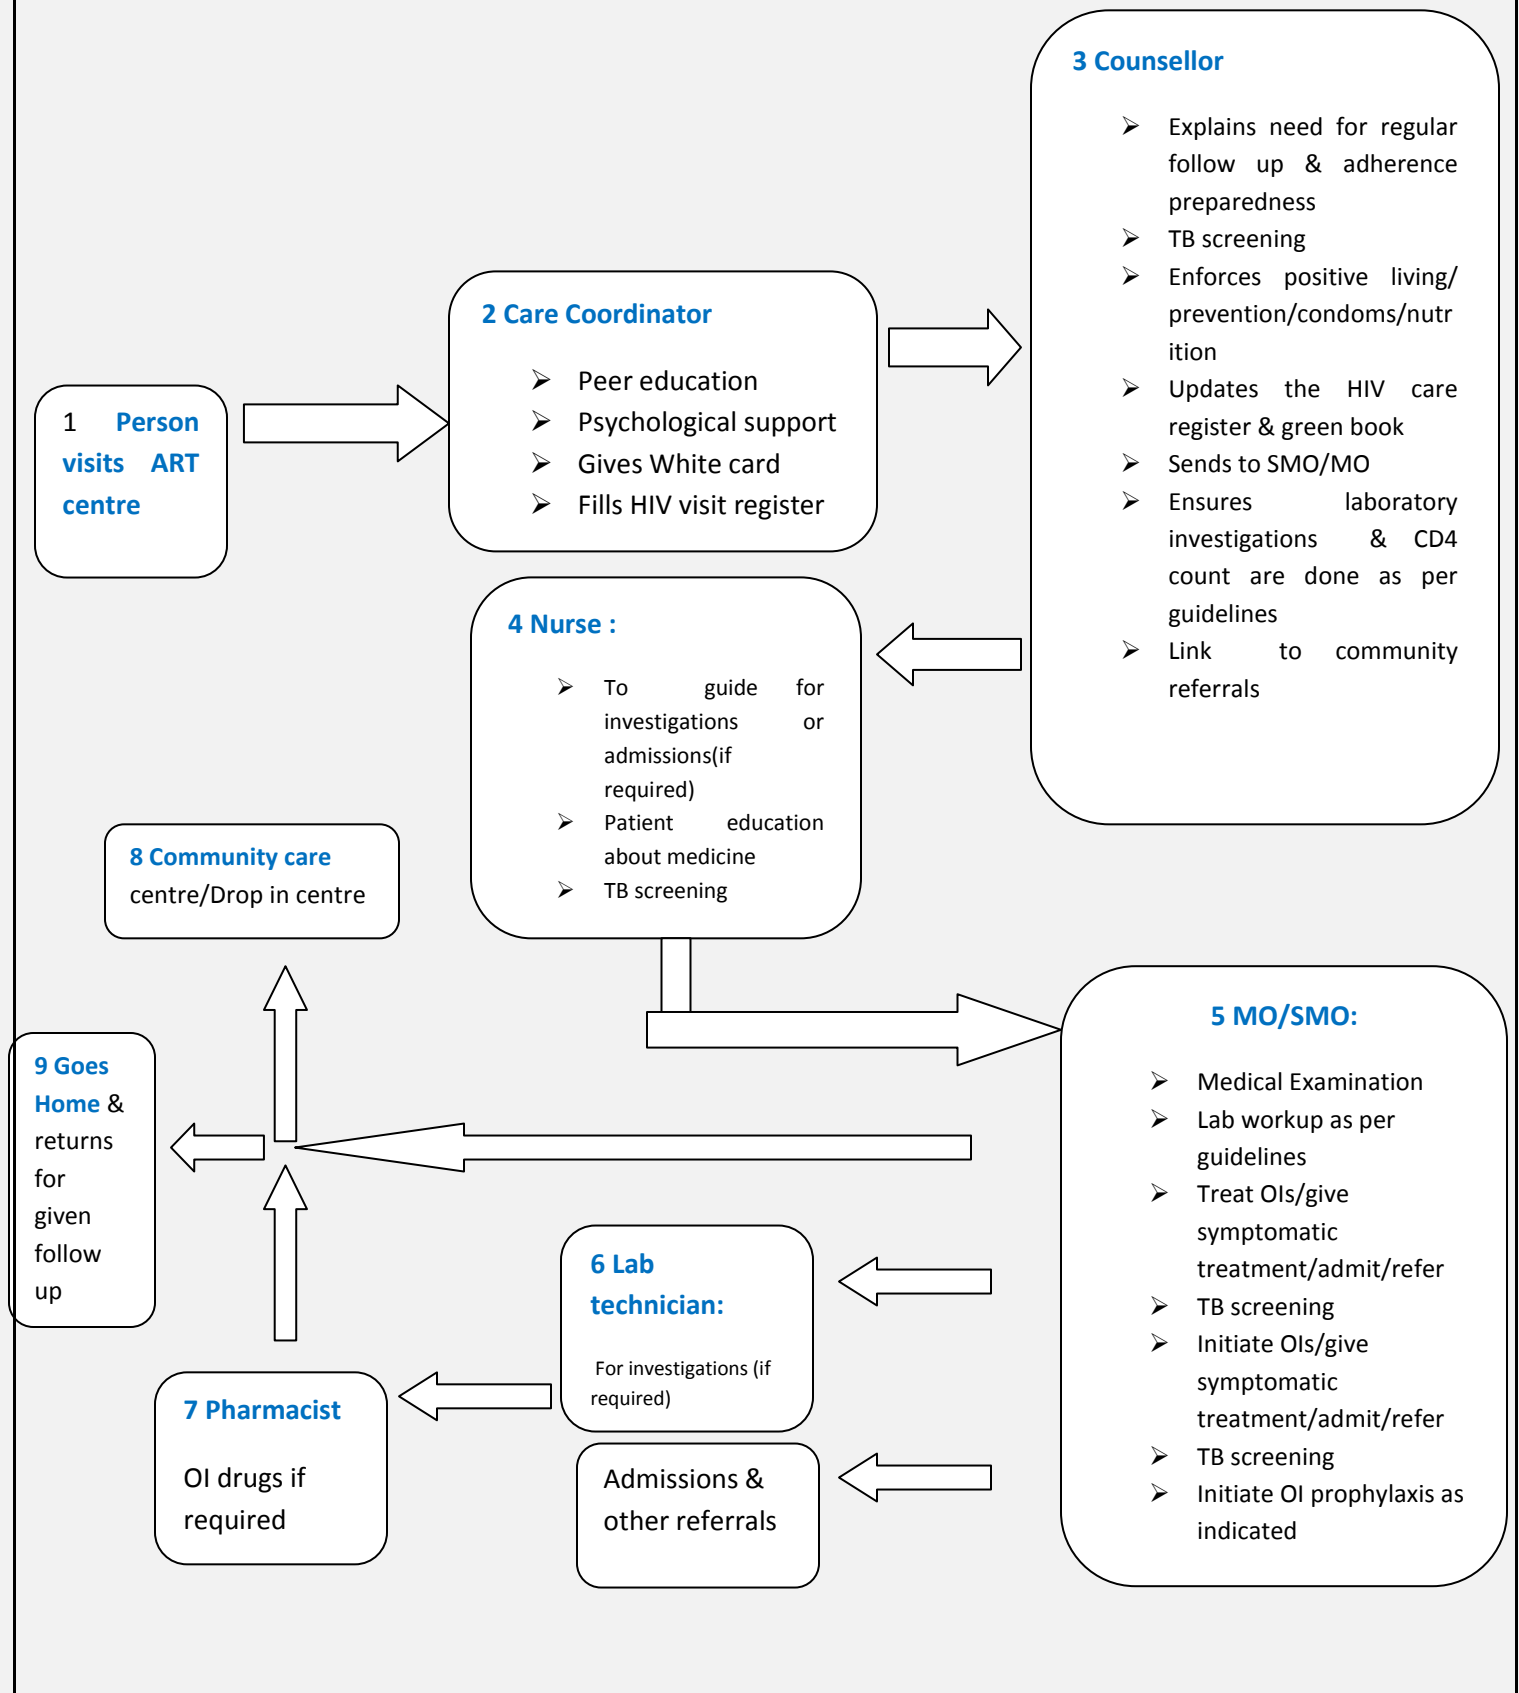 1 Person
visits ART
centre
2 Care Coordinator
➢ Peer education
➢ Psychological support
➢ Gives White card
➢ Fills HIV visit register
3 Counsellor
➢ Explains need for regular
follow up & adherence
preparedness
➢ TB screening
➢ Enforces positive living/
prevention/condoms/nutr
ition
➢ Updates the HIV care
register & green book
➢ Sends to SMO/MO
➢ Ensures laboratory
investigations & CD4
count are done as per
guidelines
➢ Link to community
referrals
4 Nurse :
➢ To guide for
investigations or
admissions(if
required)
➢ Patient education
about medicine
➢ TB screening
5 MO/SMO:
➢ Medical Examination
➢ Lab workup as per
guidelines
➢ Treat OIs/give
symptomatic
treatment/admit/refer
➢ TB screening
➢ Initiate OIs/give
symptomatic
treatment/admit/refer
➢ TB screening
➢ Initiate OI prophylaxis as
indicated
6 Lab
technician:
For investigations (if
required)
Admissions &
other referrals
7 Pharmacist
OI drugs if
required
8 Community care
centre/Drop in centre
9 Goes
Home &
returns
for
given
follow
up